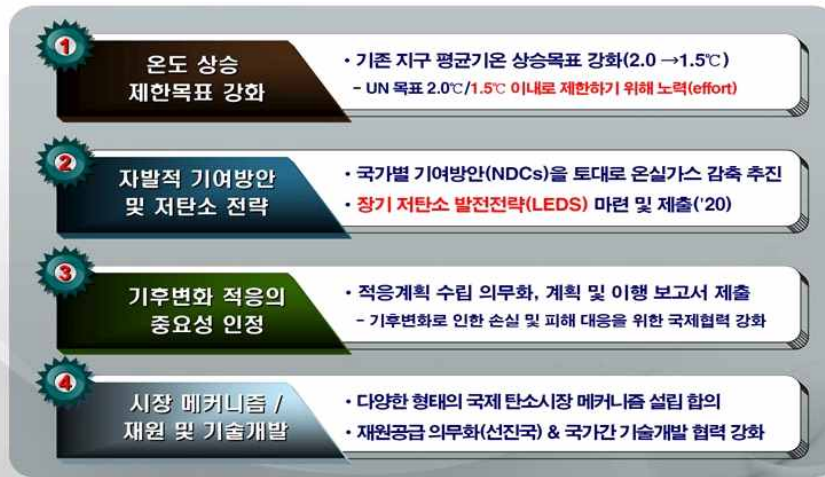 1
온도 상승
제한목표 강화
• 기존 지구 평균기온 상승목표 강화(2.0 →1.5℃)
- UN 목표 2.0℃/1.5℃ 이내로 제한하기 위해 노력(effort)
2
자발적 기여방안
및 저탄소 전략
• 국가별 기여방안(NDCs)을 토대로 온실가스 감축 추진
• 장기 저탄소 발전전략(LEDS) 마련 및 제출('20)
3
기후변화 적응의
중요성 인정
• 적응계획 수립 의무화, 계획 및 이행 보고서 제출
- 기후변화로 인한 손실 및 피해 대응을 위한 국제협력 강화
4
시장 메커니즘 /
재원 및 기술개발
• 다양한 형태의 국제 탄소시장 메커니즘 설립 합의
• 재원공급 의무화(선진국) & 국가간 기술개발 협력 강화